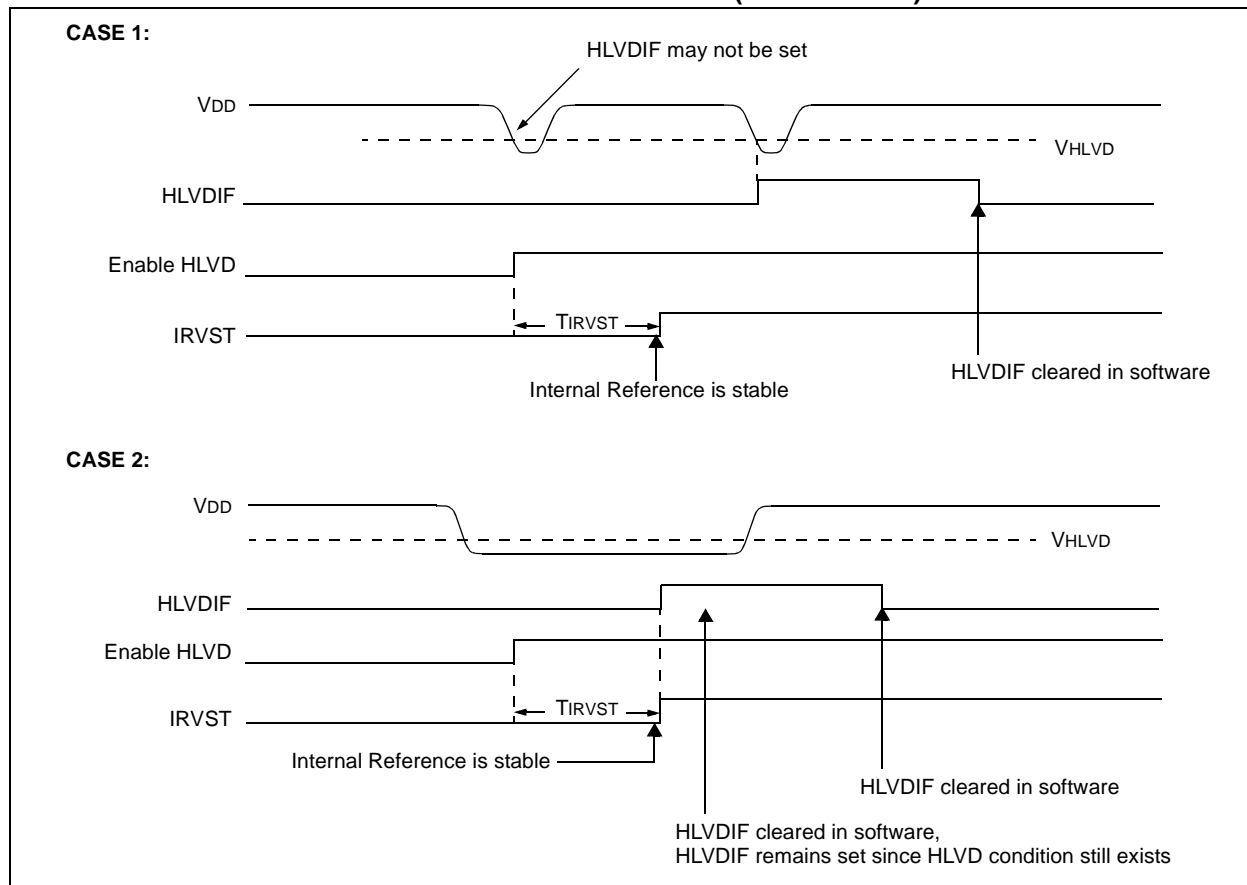 CASE 1:
HLVDIF may not be set
VDD
VHLVD
HLVDIF
Enable HLVD
TIRVST
IRVST
HLVDIF cleared in software
Internal Reference is stable
CASE 2:
VDD
VHLVD
HLVDIF
Enable HLVD
TIRVST
IRVST
Internal Reference is stable
HLVDIF cleared in software
HLVDIF cleared in software,
HLVDIF remains set since HLVD condition still exists